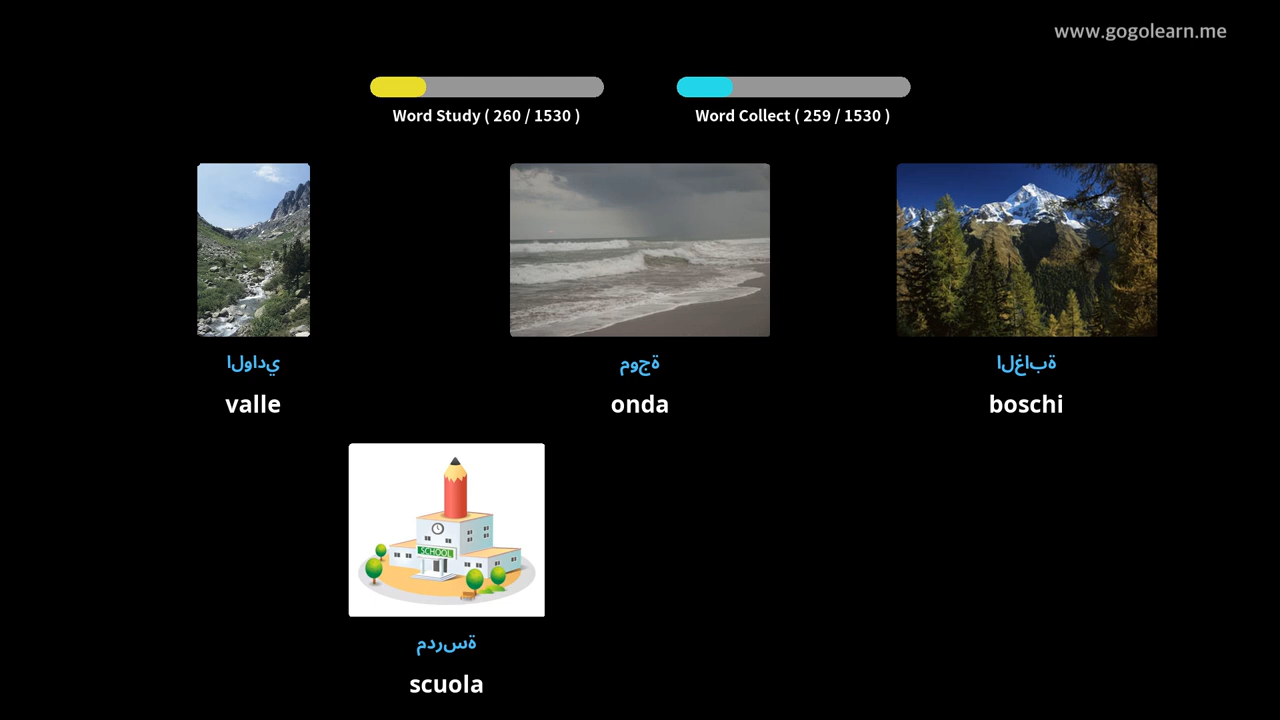 www.gogolearn.me
Word Study ( 260 / 1530 )
Word Collect ( 259 / 1530 )
الوادي
موجة
الغابة
valle
onda
boschi
SCHOOL
مدرسة
scuola